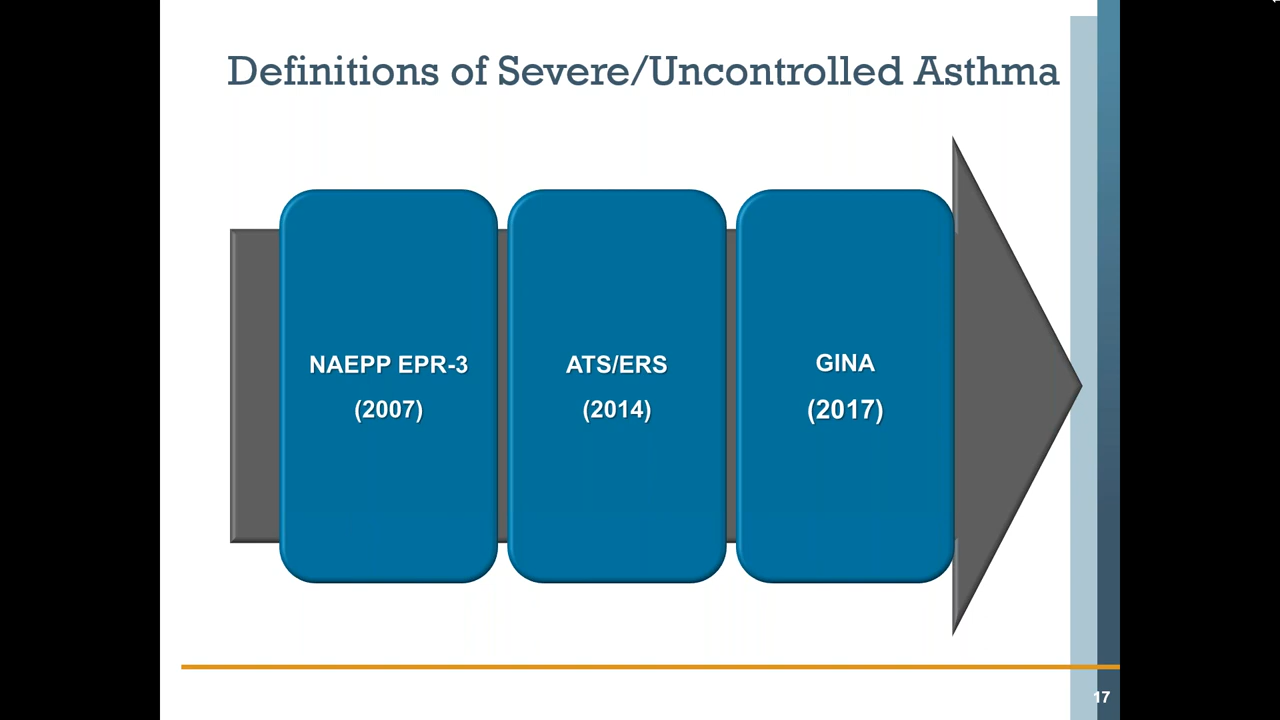 Definitions of Severe/Uncontrolled Asthma
NAEPP EPR-3
(2007)
ATS/ERS
(2014)
GINA
(2017)
17